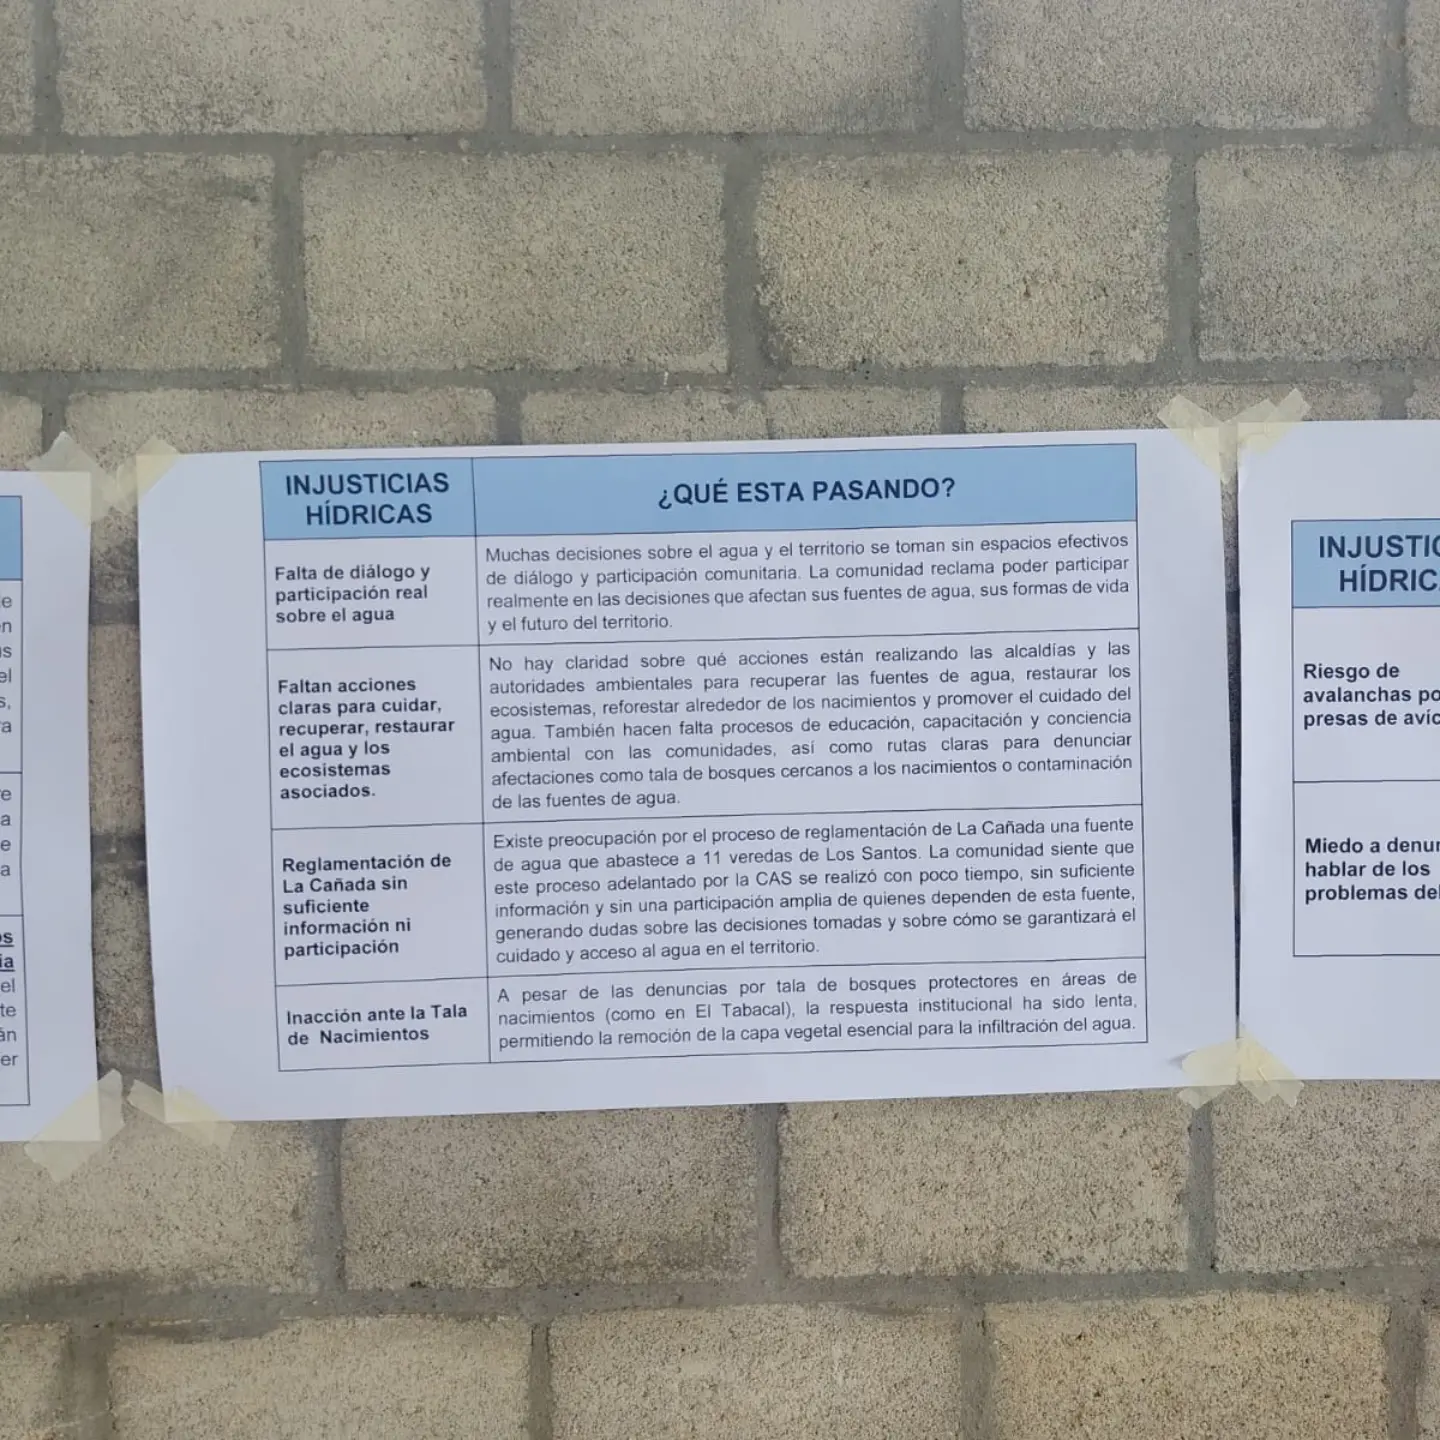 INJUSTICIAS
HÍDRICAS
¿QUÉ ESTA PASANDO?
Falta de diálogo y
participación real
sobre el agua
Muchas decisiones sobre el agua y el territorio se toman sin espacios efectivos
de diálogo y participación comunitaria. La comunidad reclama poder participar
realmente en las decisiones que afectan sus fuentes de agua, sus formas de vida
y el futuro del territorio.
Faltan acciones
claras para cuidar,
recuperar, restaurar
el agua y los
ecosistemas
asociados.
No hay claridad sobre qué acciones están realizando las alcaldías y las
autoridades ambientales para recuperar las fuentes de agua, restaurar los
ecosistemas, reforestar alrededor de los nacimientos y promover el cuidado del
agua. También hacen falta procesos de educación, capacitación y conciencia
ambiental con las comunidades, así como rutas claras para denunciar
afectaciones como tala de bosques cercanos a los nacimientos o contaminación
de las fuentes de agua.
Reglamentación de
La Cañada sin
suficiente
información ni
participación
Existe preocupación por el proceso de reglamentación de La Cañada una fuente
de agua que abastece a 11 veredas de Los Santos. La comunidad siente que
este proceso adelantado por la CAS se realizó con poco tiempo, sin suficiente
información y sin una participación amplia de quienes dependen de esta fuente,
generando dudas sobre las decisiones tomadas y sobre cómo se garantizará el
cuidado y acceso al agua en el territorio.
Inacción ante la Tala
de Nacimientos
A pesar de las denuncias por tala de bosques protectores en áreas de
nacimientos (como en El Tabacal), la respuesta institucional ha sido lenta,
permitiendo la remoción de la capa vegetal esencial para la infiltración del agua.
INJUSTIC
HÍDRIC
Riesgo de
avalanchas po
presas de avíc
Miedo a denun
hablar de los
problemas del